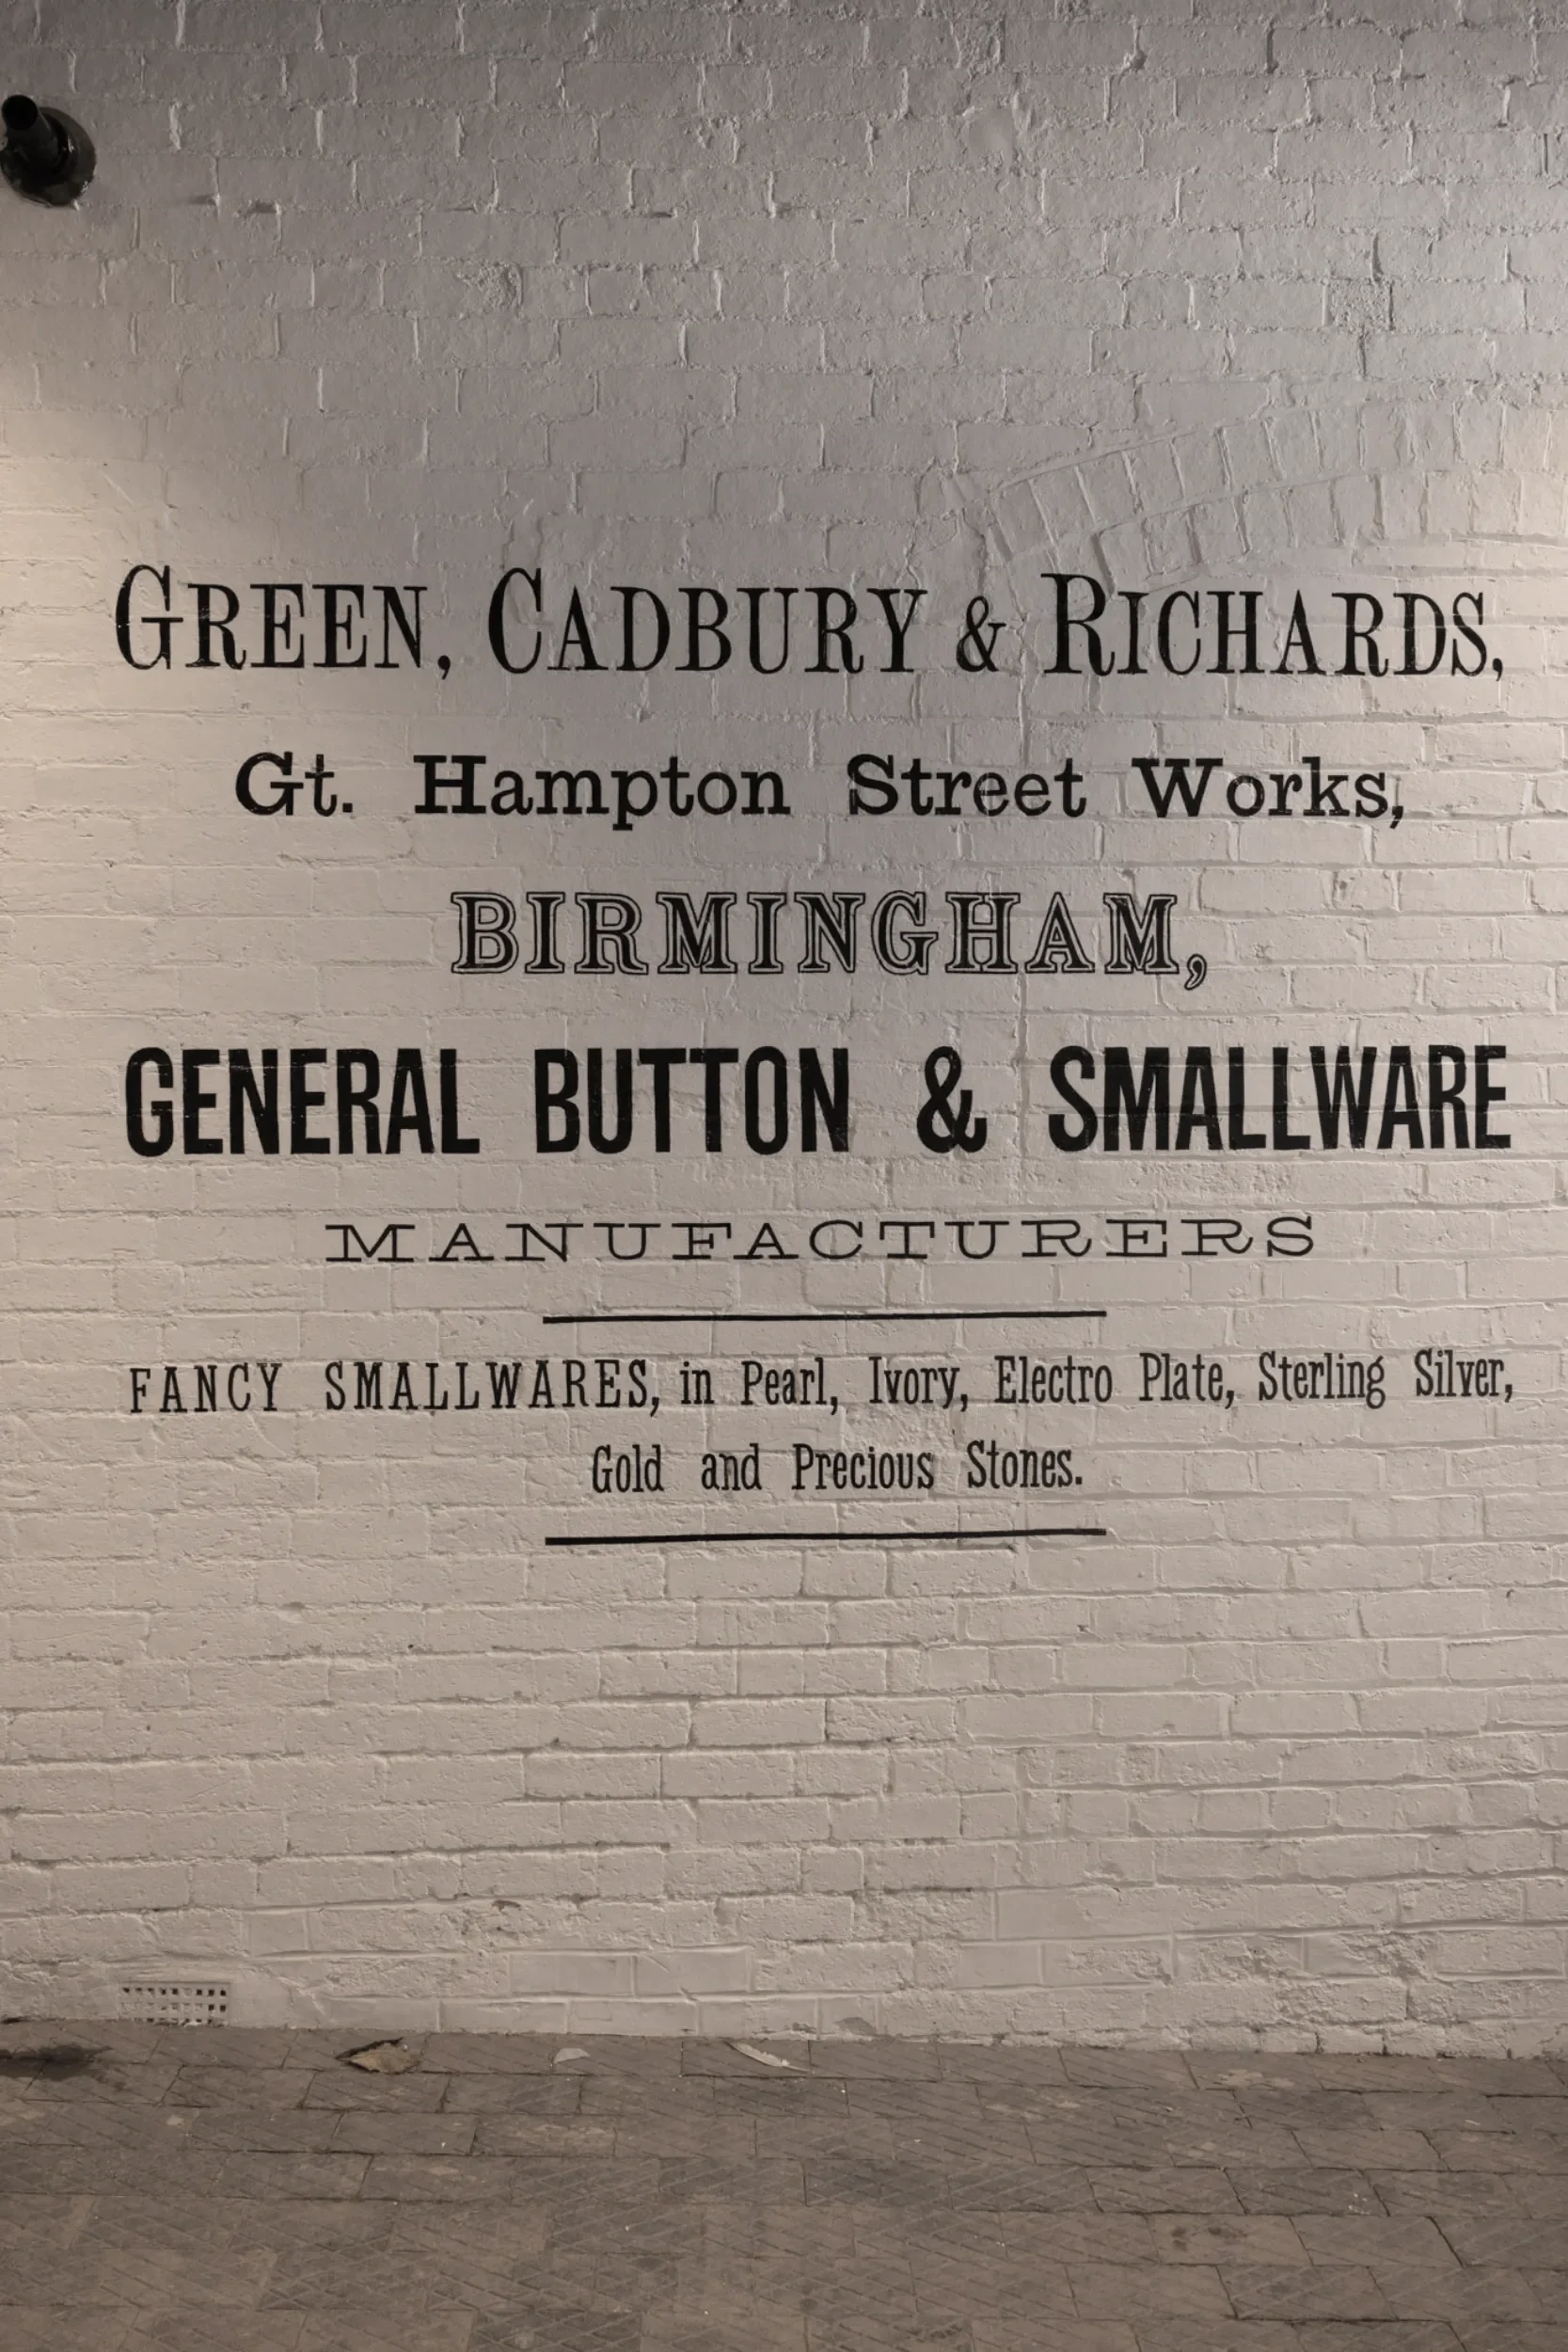 GREEN, CADBURY & RICHARDS,
Gt. Hampton Street Works,
BIRMINGHAM,
GENERAL BUTTON & SMALLWARE
MANUFACTURERS
FANCY SMALLWARES, in Pearl, Ivory, Electro Plate, Sterling Silver,
Gold and Precious Stones.